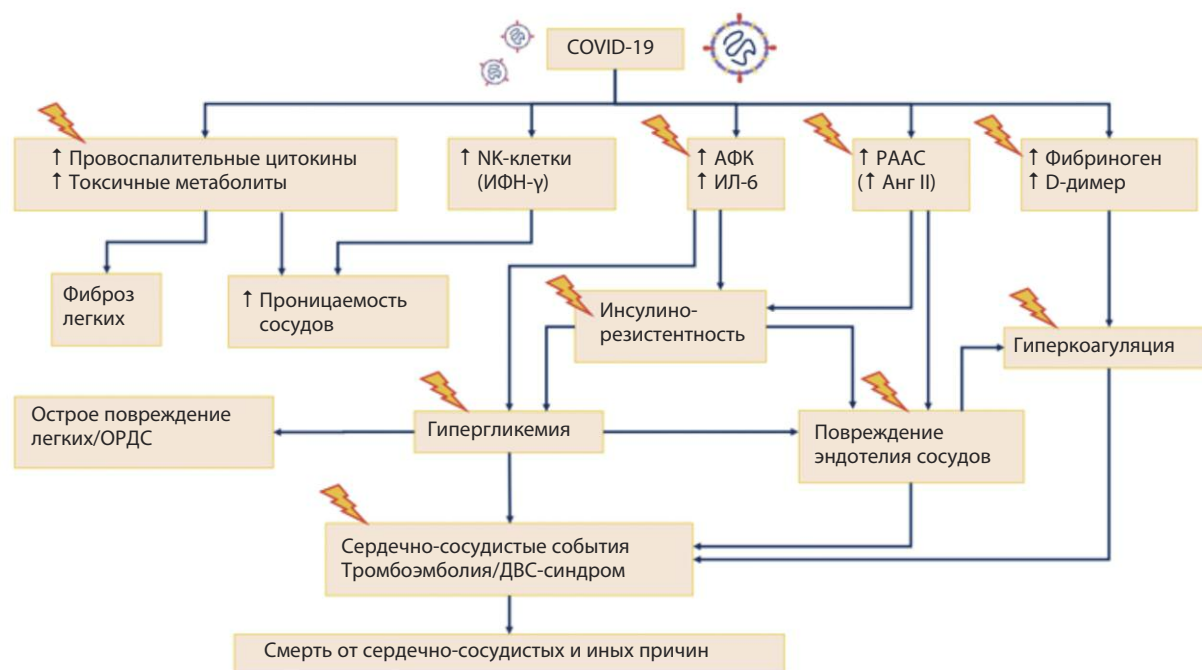 COVID-19
↑ Провоспалительные цитокины
↑ Токсичные метаболиты
↑ NK-клетки
(ИФН-γ)
↑ АФК
↑ ИЛ-6
↑ РААС
(↑ Анг II)
↑ Фибриноген
↑ D-димер
Фиброз
легких
↑ Проницаемость
сосудов
Инсулино-
резистентность
Гиперкоагуляция
Острое повреждение
легких/ОРДС
Гипергликемия
Повреждение
эндотелия сосудов
Сердечно-сосудистые события
Тромбоэмболия/ДВС-синдром
Смерть от сердечно-сосудистых и иных причин